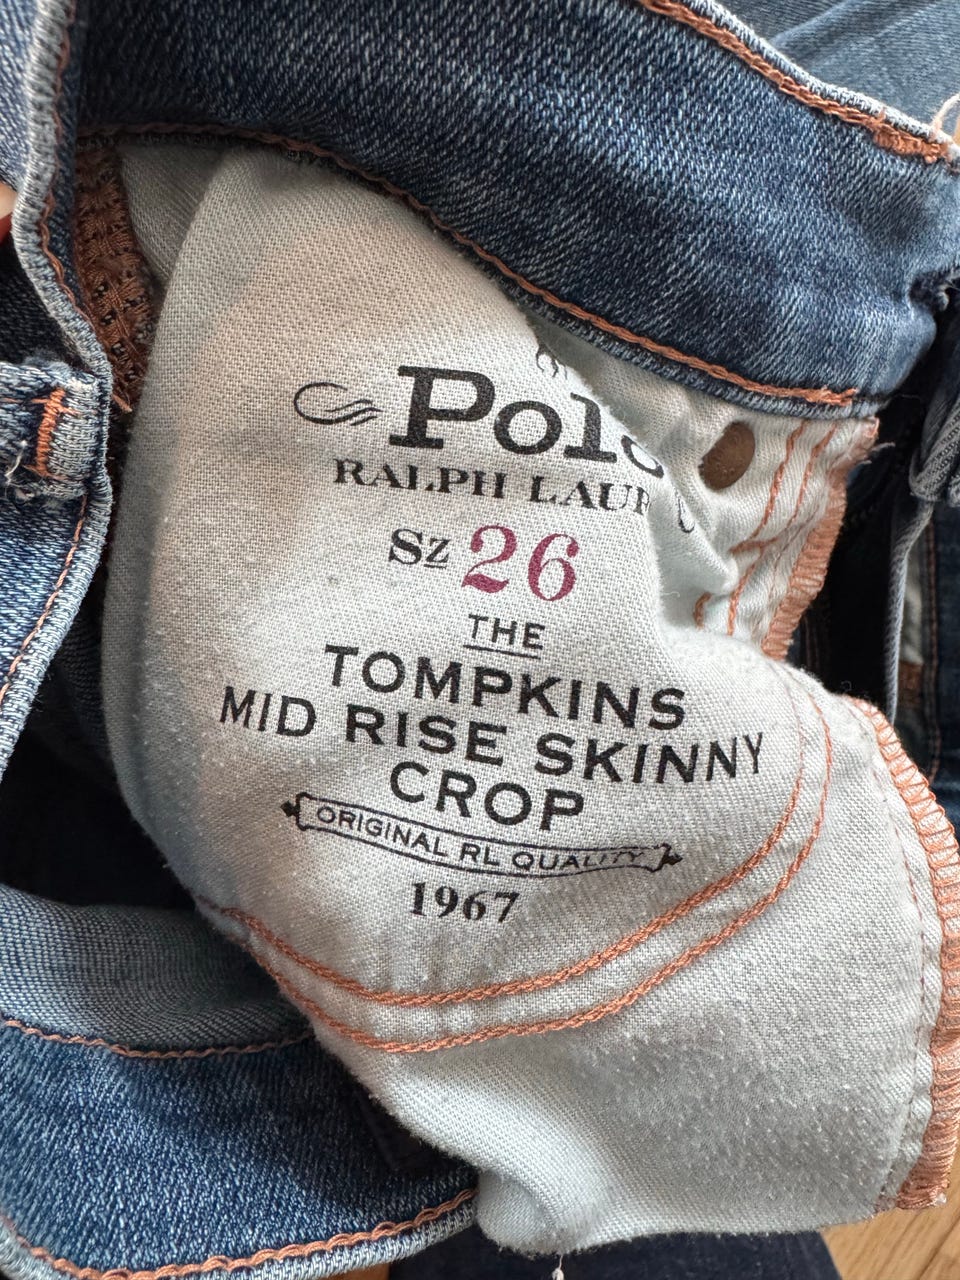 Polo
RALPH LAUR
Sz 26
THE
TOMPKINS
MID RISE SKINNY
CROP
ORIGINAL RL QUALITY
1967